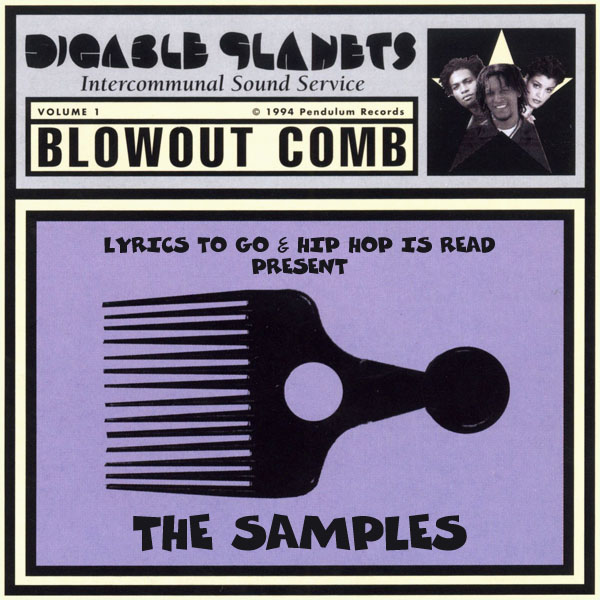 DIGABLE PLANETS
Intercommunal Sound Service
VOLUME 1 © 1994 Pendulum Records
BLOWOUT COMB
LYRICS TO GO & HIP HOP IS READ
PRESENT
THE SAMPLES